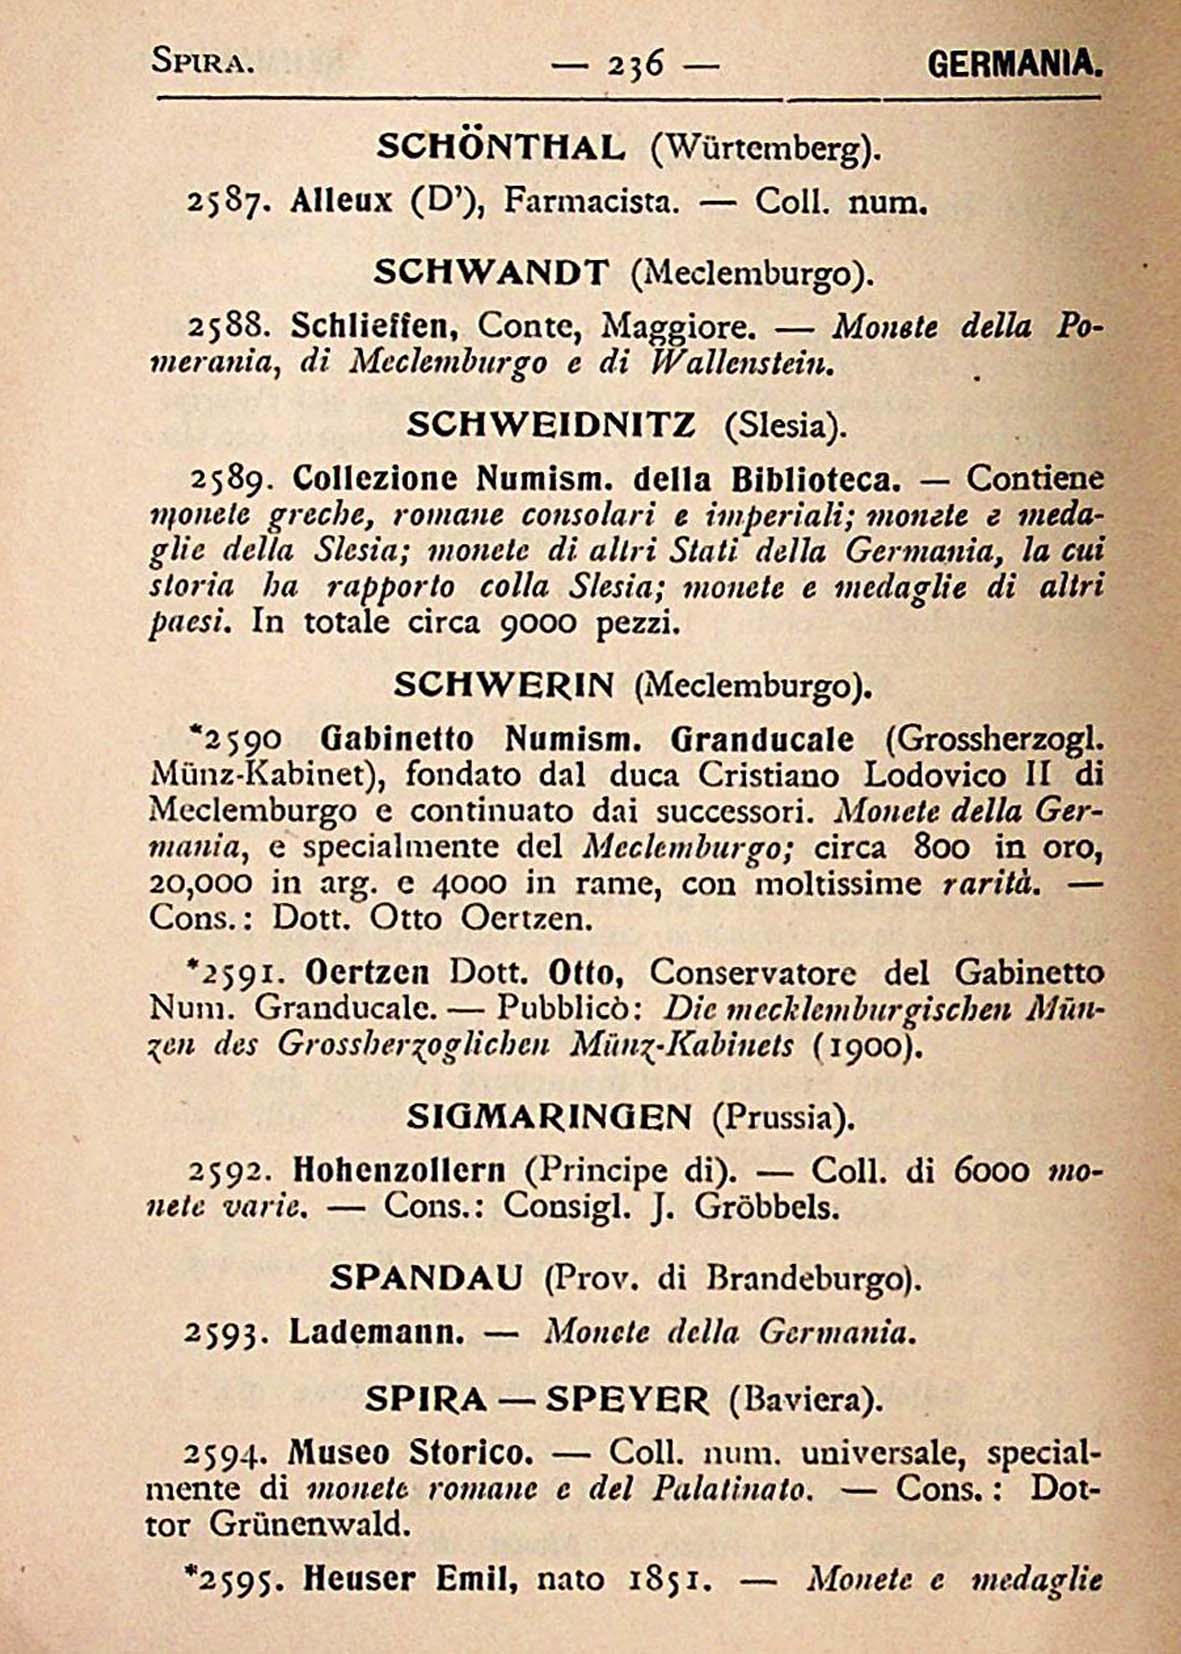 SPIRA. — 236 — GERMANIA.
SCHÖNTHAL (Würtemberg).
2587. Alleux (D'), Farmacista. — Coll. num.
SCHWANDT (Meclemburgo).
2588. Schlieffen, Conte, Maggiore. — Monete della Po-
merania, di Meclemburgo e di Wallenstein.
SCHWEIDNITZ (Slesia).
2589. Collezione Numism. della Biblioteca. — Contiene
monete greche, romane consolari e imperiali; monete e meda-
glie della Slesia; monete di altri Stati della Germania, la cui
storia ha rapporto colla Slesia; monete e medaglie di altri
paesi. In totale circa 9000 pezzi.
SCHWERIN (Meclemburgo).
*2590 Gabinetto Numism. Granducale (Grossherzogl.
Münz-Kabinet), fondato dal duca Cristiano Lodovico II di
Meclemburgo e continuato dai successori. Monete della Ger-
mania, e specialmente del Meclemburgo; circa 800 in oro,
20,000 in arg. e 4000 in rame, con moltissime rarità. —
Cons.: Dott. Otto Oertzen.
*2591. Oertzen Dott. Otto, Conservatore del Gabinetto
Num. Granducale. — Pubblicò: Die mecklemburgischen Mün-
zen des Grossherzoglichen Münz-Kabinets (1900).
SIGMARINGEN (Prussia).
2592. Hohenzollern (Principe di). — Coll. di 6000 mo-
nete varie. — Cons.: Consigl. J. Gröbbels.
SPANDAU (Prov. di Brandeburgo).
2593. Lademann. — Monete della Germania.
SPIRA — SPEYER (Baviera).
2594. Museo Storico. — Coll. num. universale, special-
mente di monete romane e del Palatinato. — Cons.: Dot-
tor Grünenwald.
*2595. Heuser Emil, nato 1851. — Monete e medaglie